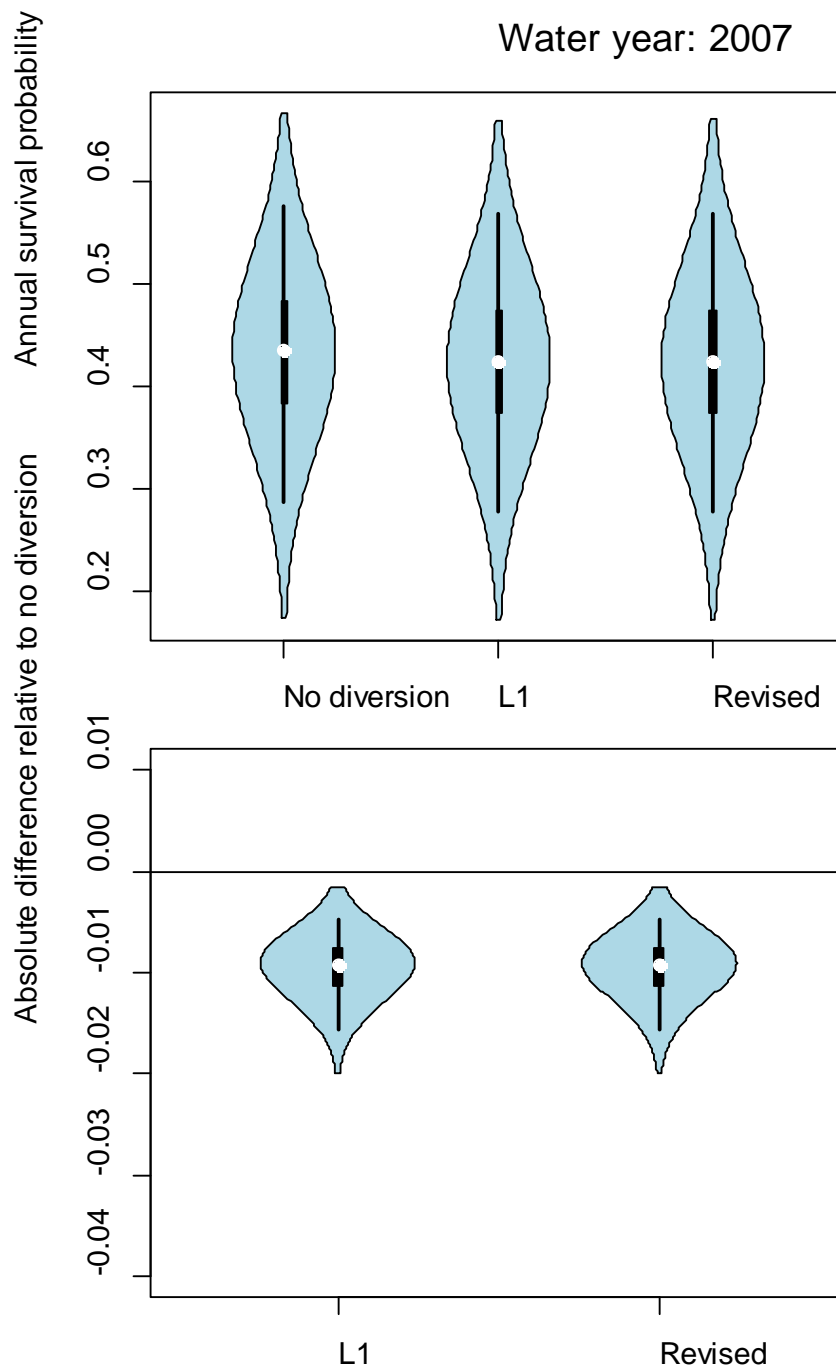 Water year: 2007
Annual survival probability
0.6
0.5
0.4
0.3
0.2
No diversion L1 Revised
Absolute difference relative to no diversion
0.01
0.00
-0.01
-0.02
-0.03
-0.04
L1 Revised